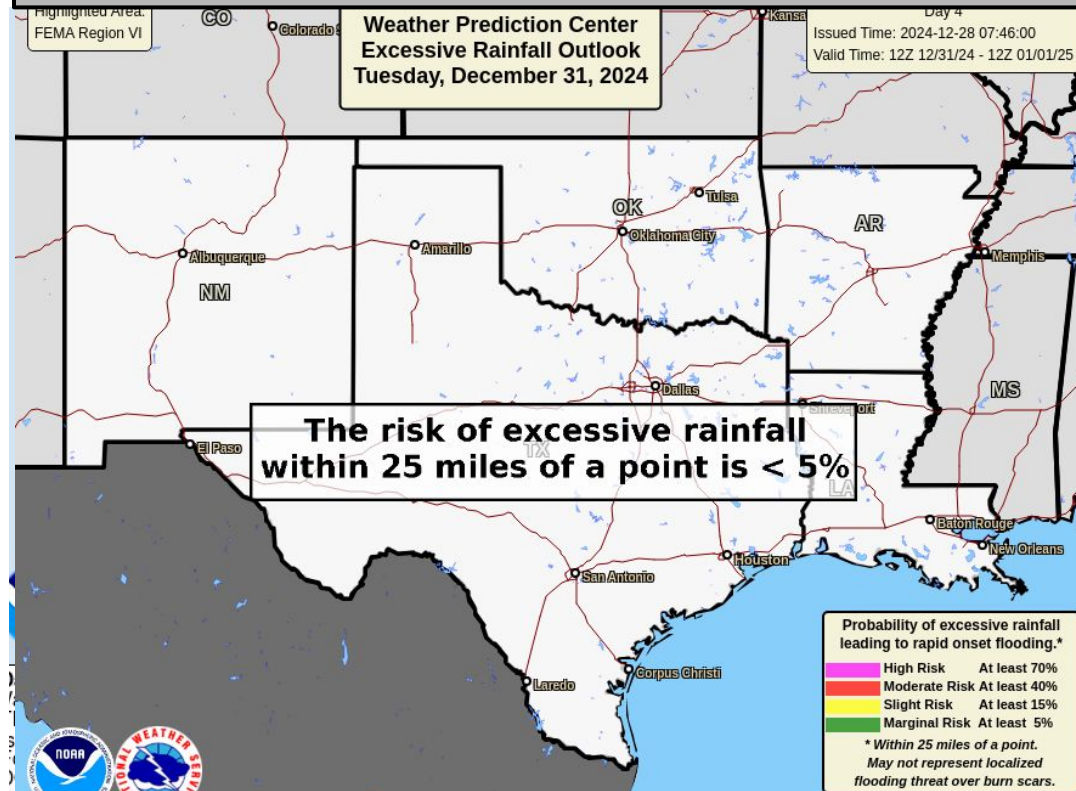 Highlighted Area:
FEMA Region VI
Weather Prediction Center
Excessive Rainfall Outlook
Tuesday, December 31, 2024
Day 4
Issued Time: 2024-12-28 07:46:00
Valid Time: 12Z 12/31/24 - 12Z 01/01/25
CO
Colorado S
Kansa
Tulsa
OK
Oklahoma City
AR
Amarillo
Memphis
Albuquerque
NM
Dallas
MS
Shreveport
The risk of excessive rainfall
within 25 miles of a point is < 5%
El Paso
TX
LA
Baton Rouge
New Orleans
Houston
San Antonio
Corpus Christi
Laredo
Probability of excessive rainfall
leading to rapid onset flooding.*
High Risk At least 70%
Moderate Risk At least 40%
Slight Risk At least 15%
Marginal Risk At least 5%
* Within 25 miles of a point.
May not represent localized
flooding threat over burn scars.
NOAA
WEATHER SERV